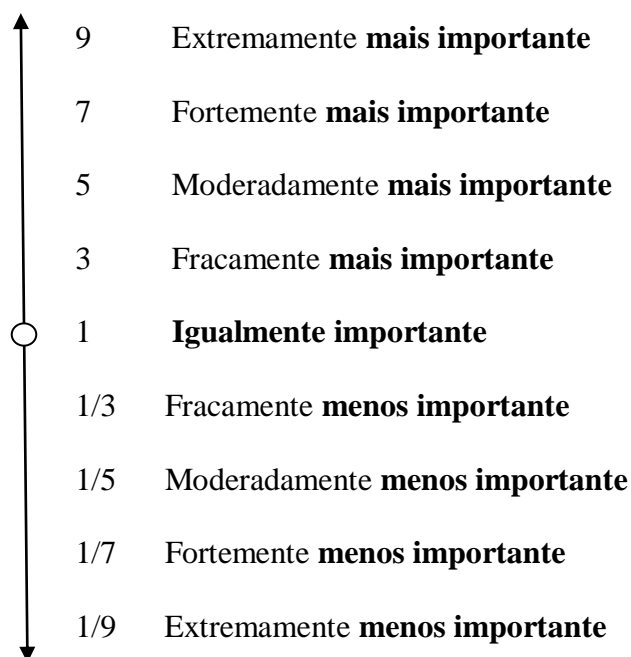 9 Extremamente mais importante
7 Fortemente mais importante
5 Moderadamente mais importante
3 Fracamente mais importante
1 Igualmente importante
1/3 Fracamente menos importante
1/5 Moderadamente menos importante
1/7 Fortemente menos importante
1/9 Extremamente menos importante